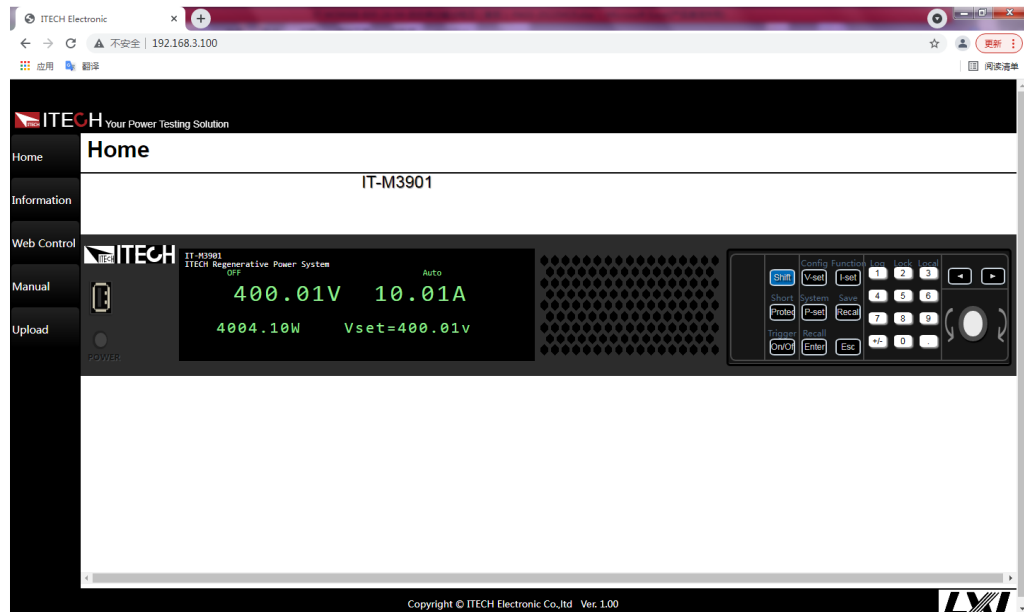 ITECH Electronic
不安全 192.168.3.100 更新
应用 翻译 阅读清单
ITECH Your Power Testing Solution
Home
Information
Web Control
Manual
Upload
Home
IT-M3901
ITECH
POWER
IT-M3901
ITECH Regenerative Power System
OFF Auto
400.01V 10.01A
4004.10W Vset=400.01v
Config Function Log Lock Local
Shift V-set I-set 1 2 3
Short System Save
Protec P-set Recal 4 5 6
7 8 9
Trigger Recall
On/Of Enter Esc +/- 0 .
Copyright © ITECH Electronic Co.,ltd Ver. 1.00
LXI